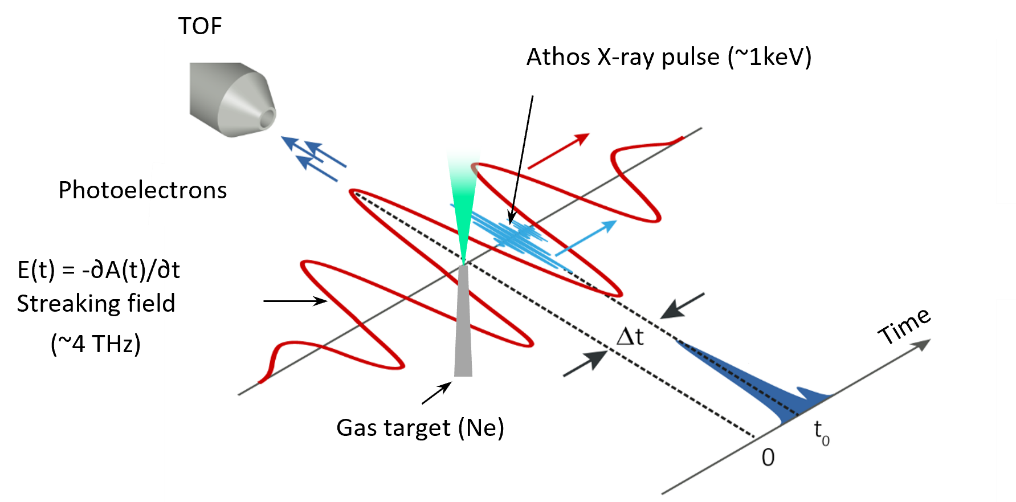 TOF
Athos X-ray pulse (~1keV)
Photoelectrons
E(t) = -∂A(t)/∂t
Streaking field
(~4 THz)
Δt
Time
Gas target (Ne)
t₀
0